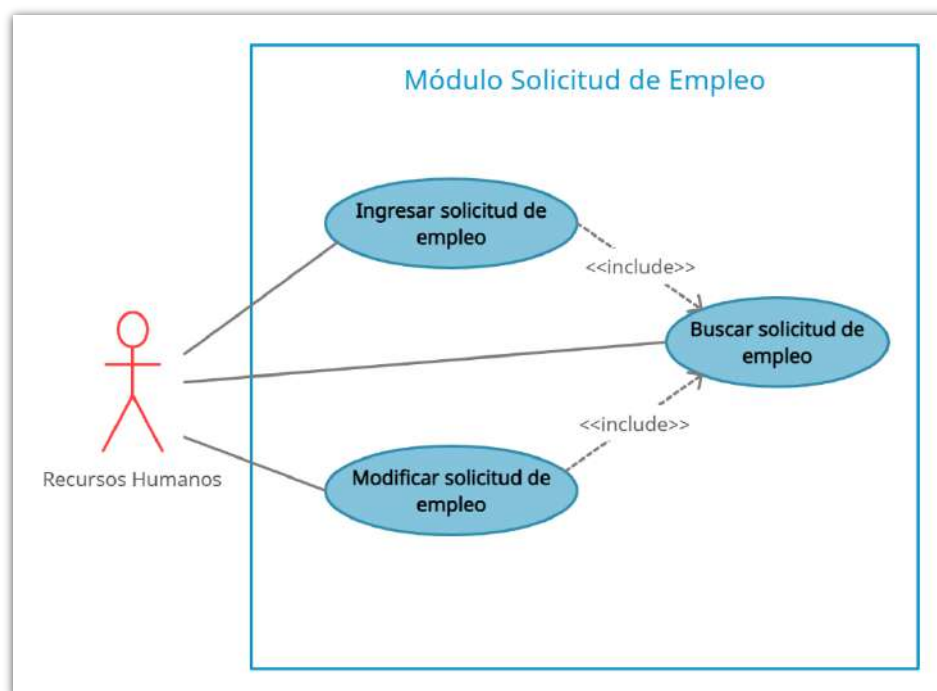 Módulo Solicitud de Empleo
Ingresar solicitud de
empleo
<<include>>
Buscar solicitud de
empleo
<<include>>
Modificar solicitud de
empleo
Recursos Humanos